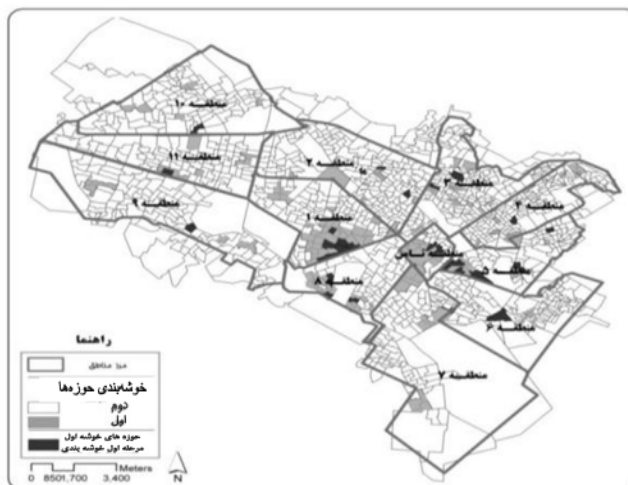 منطقه ۱۰
منطقه ۱۱
منطقه ۲
منطقه ۳
منطقه ۴
منطقه ۹
منطقه ۱
منطقه ثامن
منطقه ۵
منطقه ۸
منطقه ۶
منطقه ۷
راهنما
مرز مناطق
خوشه‌بندی حوزه‌ها
دوم
اول
حوزه های خوشه اول
مرحله اول خوشه بندی
Meters
0 8501,700 3,400
N